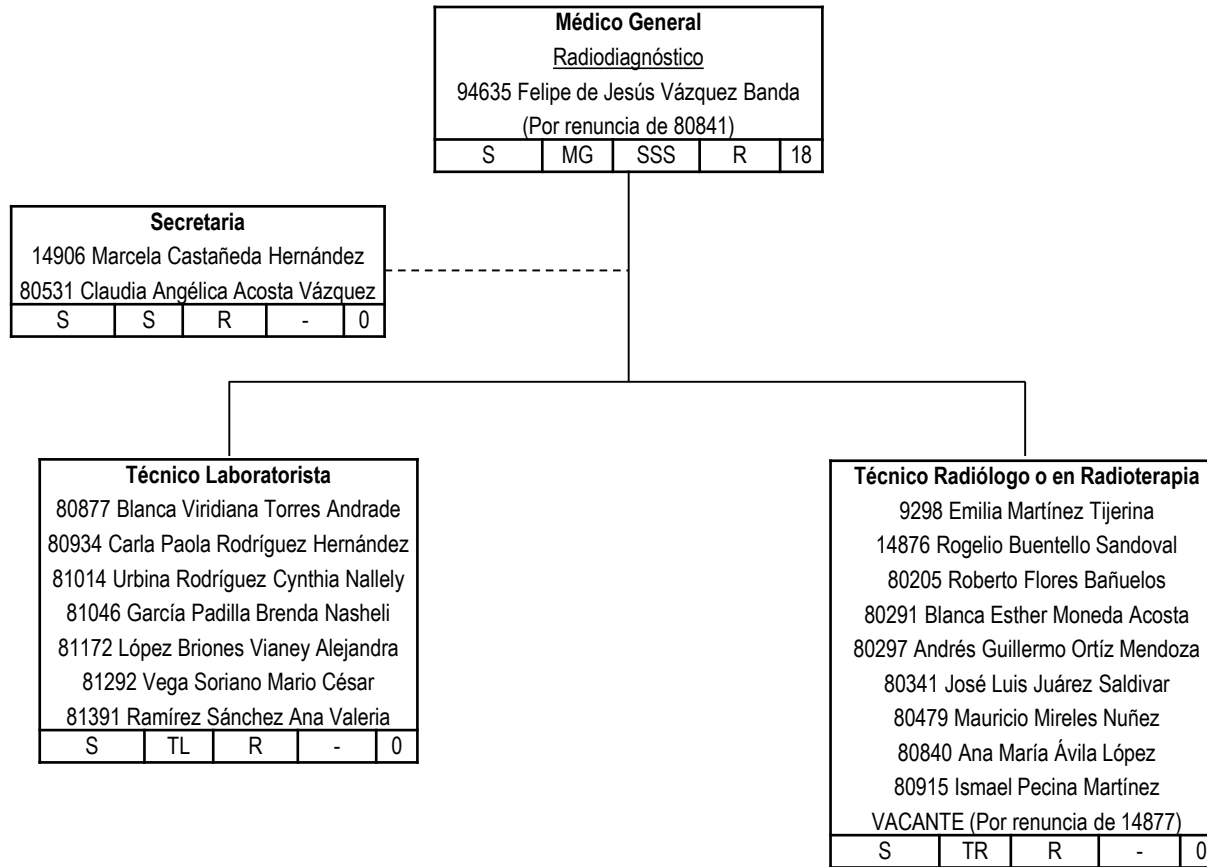 Médico General
Radiodiagnóstico
94635 Felipe de Jesús Vázquez Banda
(Por renuncia de 80841)
S MG SSS R 18
Secretaria
14906 Marcela Castañeda Hernández
80531 Claudia Angélica Acosta Vázquez
S S R - 0
Técnico Laboratorista
80877 Blanca Viridiana Torres Andrade
80934 Carla Paola Rodríguez Hernández
81014 Urbina Rodríguez Cynthia Nallely
81046 García Padilla Brenda Nasheli
81172 López Briones Vianey Alejandra
81292 Vega Soriano Mario César
81391 Ramírez Sánchez Ana Valeria
S TL R - 0
Técnico Radiólogo o en Radioterapia
9298 Emilia Martínez Tijerina
14876 Rogelio Buentello Sandoval
80205 Roberto Flores Bañuelos
80291 Blanca Esther Moneda Acosta
80297 Andrés Guillermo Ortíz Mendoza
80341 José Luis Juárez Saldivar
80479 Mauricio Mireles Nuñez
80840 Ana María Ávila López
80915 Ismael Pecina Martínez
VACANTE (Por renuncia de 14877)
S TR R - 0